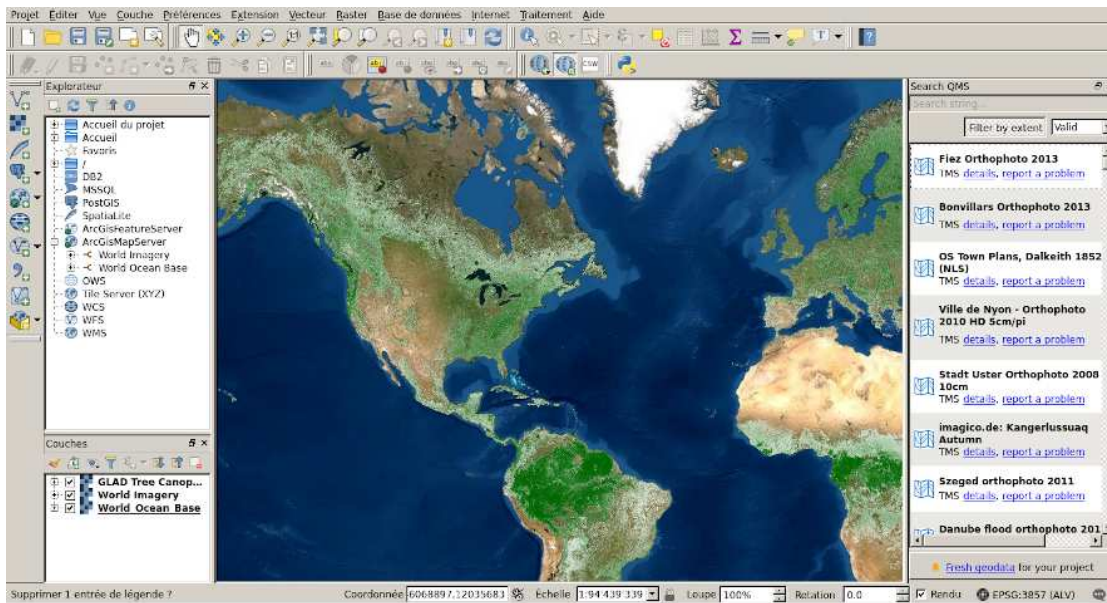 Projet Éditer Vue Couche Préférences Extension Vecteur Raster Base de données Internet Traitement Aide
CSW
Explorateur
Accueil du projet
Accueil
Favoris
/
DB2
MSSQL
PostGIS
SpatiaLite
ArcGisFeatureServer
ArcGisMapServer
World Imagery
World Ocean Base
OWS
Tile Server (XYZ)
WCS
WFS
WMS
Couches
GLAD Tree Canop...
World Imagery
World Ocean Base
Search QMS
Search string...
Filter by extent Valid
Fiez Orthophoto 2013
TMS details, report a problem
Bonvillars Orthophoto 2013
TMS details, report a problem
OS Town Plans, Dalkeith 1852
(NLS)
TMS details, report a problem
Ville de Nyon - Orthophoto
2010 HD 5cm/pi
TMS details, report a problem
Stadt Uster Orthophoto 2008
10cm
TMS details, report a problem
imagico.de: Kangerlussuaq
Autumn
TMS details, report a problem
Szeged orthophoto 2011
TMS details, report a problem
Danube flood orthophoto 201
Fresh geodata for your project
Supprimer 1 entrée de légende ? Coordonnée 6068897.12035683 Échelle 1:94 439 339 Loupe 100% Rotation 0.0 Rendu EPSG:3857 (ALV)